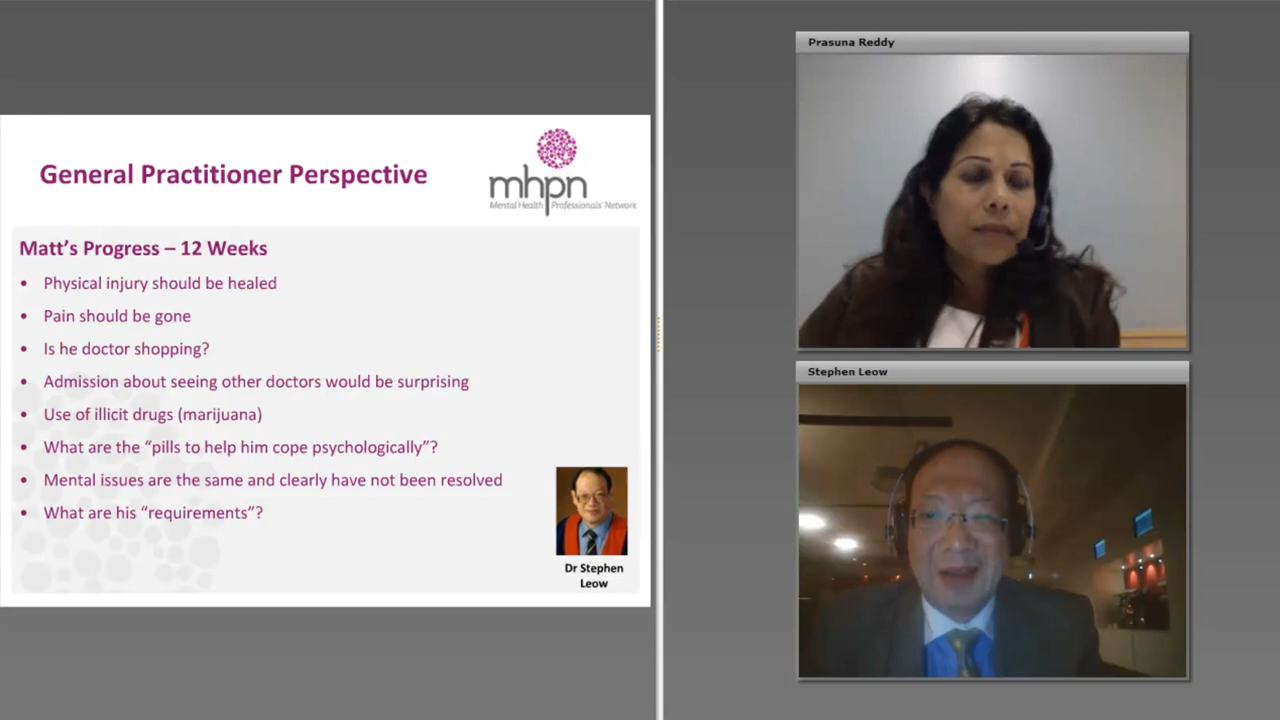 General Practitioner Perspective
mhpn
Mental Health Professionals' Network
Matt's Progress – 12 Weeks
• Physical injury should be healed
• Pain should be gone
• Is he doctor shopping?
• Admission about seeing other doctors would be surprising
• Use of illicit drugs (marijuana)
• What are the “pills to help him cope psychologically”?
• Mental issues are the same and clearly have not been resolved
• What are his “requirements”?
Dr Stephen
Leow
Prasuna Reddy
Stephen Leow